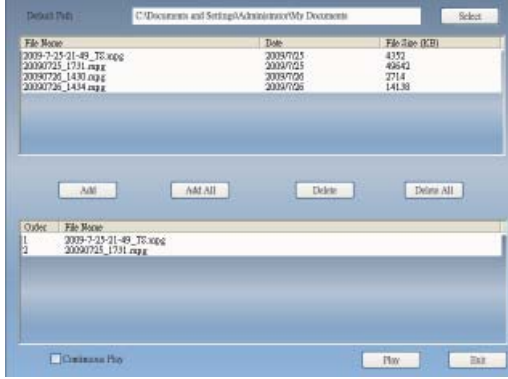 Default Path C:\Documents and Settings\Administrator\My Documents Select
File Name Date File Size (KB)
2009-7-25-21-49_TS.mpg 2009/7/25 4352
20090725_1731.mpg 2009/7/25 49642
20090726_1430.mpg 2009/7/26 2714
20090726_1434.mpg 2009/7/26 14138
Add Add All Delete Delete All
Order File Name
1 2009-7-25-21-49_TS.mpg
2 20090725_1731.mpg
Continuous Play Play Exit